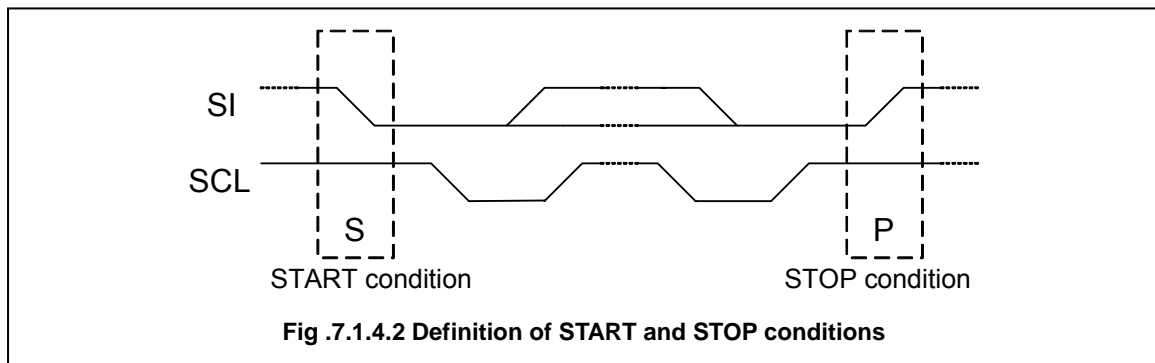 SI
SCL
S
P
START condition
STOP condition
Fig .7.1.4.2 Definition of START and STOP conditions